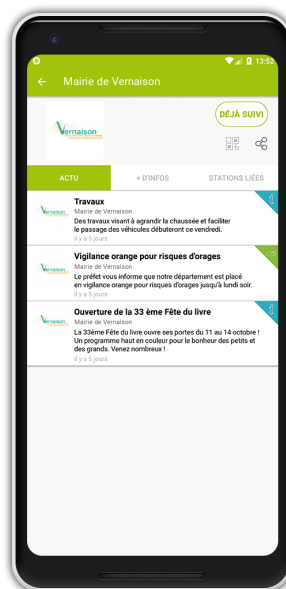 13:52
Mairie de Vernaison
Vernaison
DÉJÀ SUIVI
ACTU
+ D'INFOS
STATIONS LIÉES
Travaux
Mairie de Vernaison
Des travaux visant à agrandir la chaussée et faciliter
le passage des véhicules débuteront ce vendredi.
il y a 5 jours
Vernaison
Vigilance orange pour risques d'orages
Mairie de Vernaison
Le préfet vous informe que notre département est placé
en vigilance orange pour risques d'orages jusqu'à lundi soir.
il y a 5 jours
Vernaison
Ouverture de la 33 ème Fête du livre
Mairie de Vernaison
La 33ème Fête du livre ouvre ses portes du 11 au 14 octobre !
Un programme haut en couleur pour le bonheur des petits et
des grands. Venez nombreux !
il y a 5 jours
Vernaison